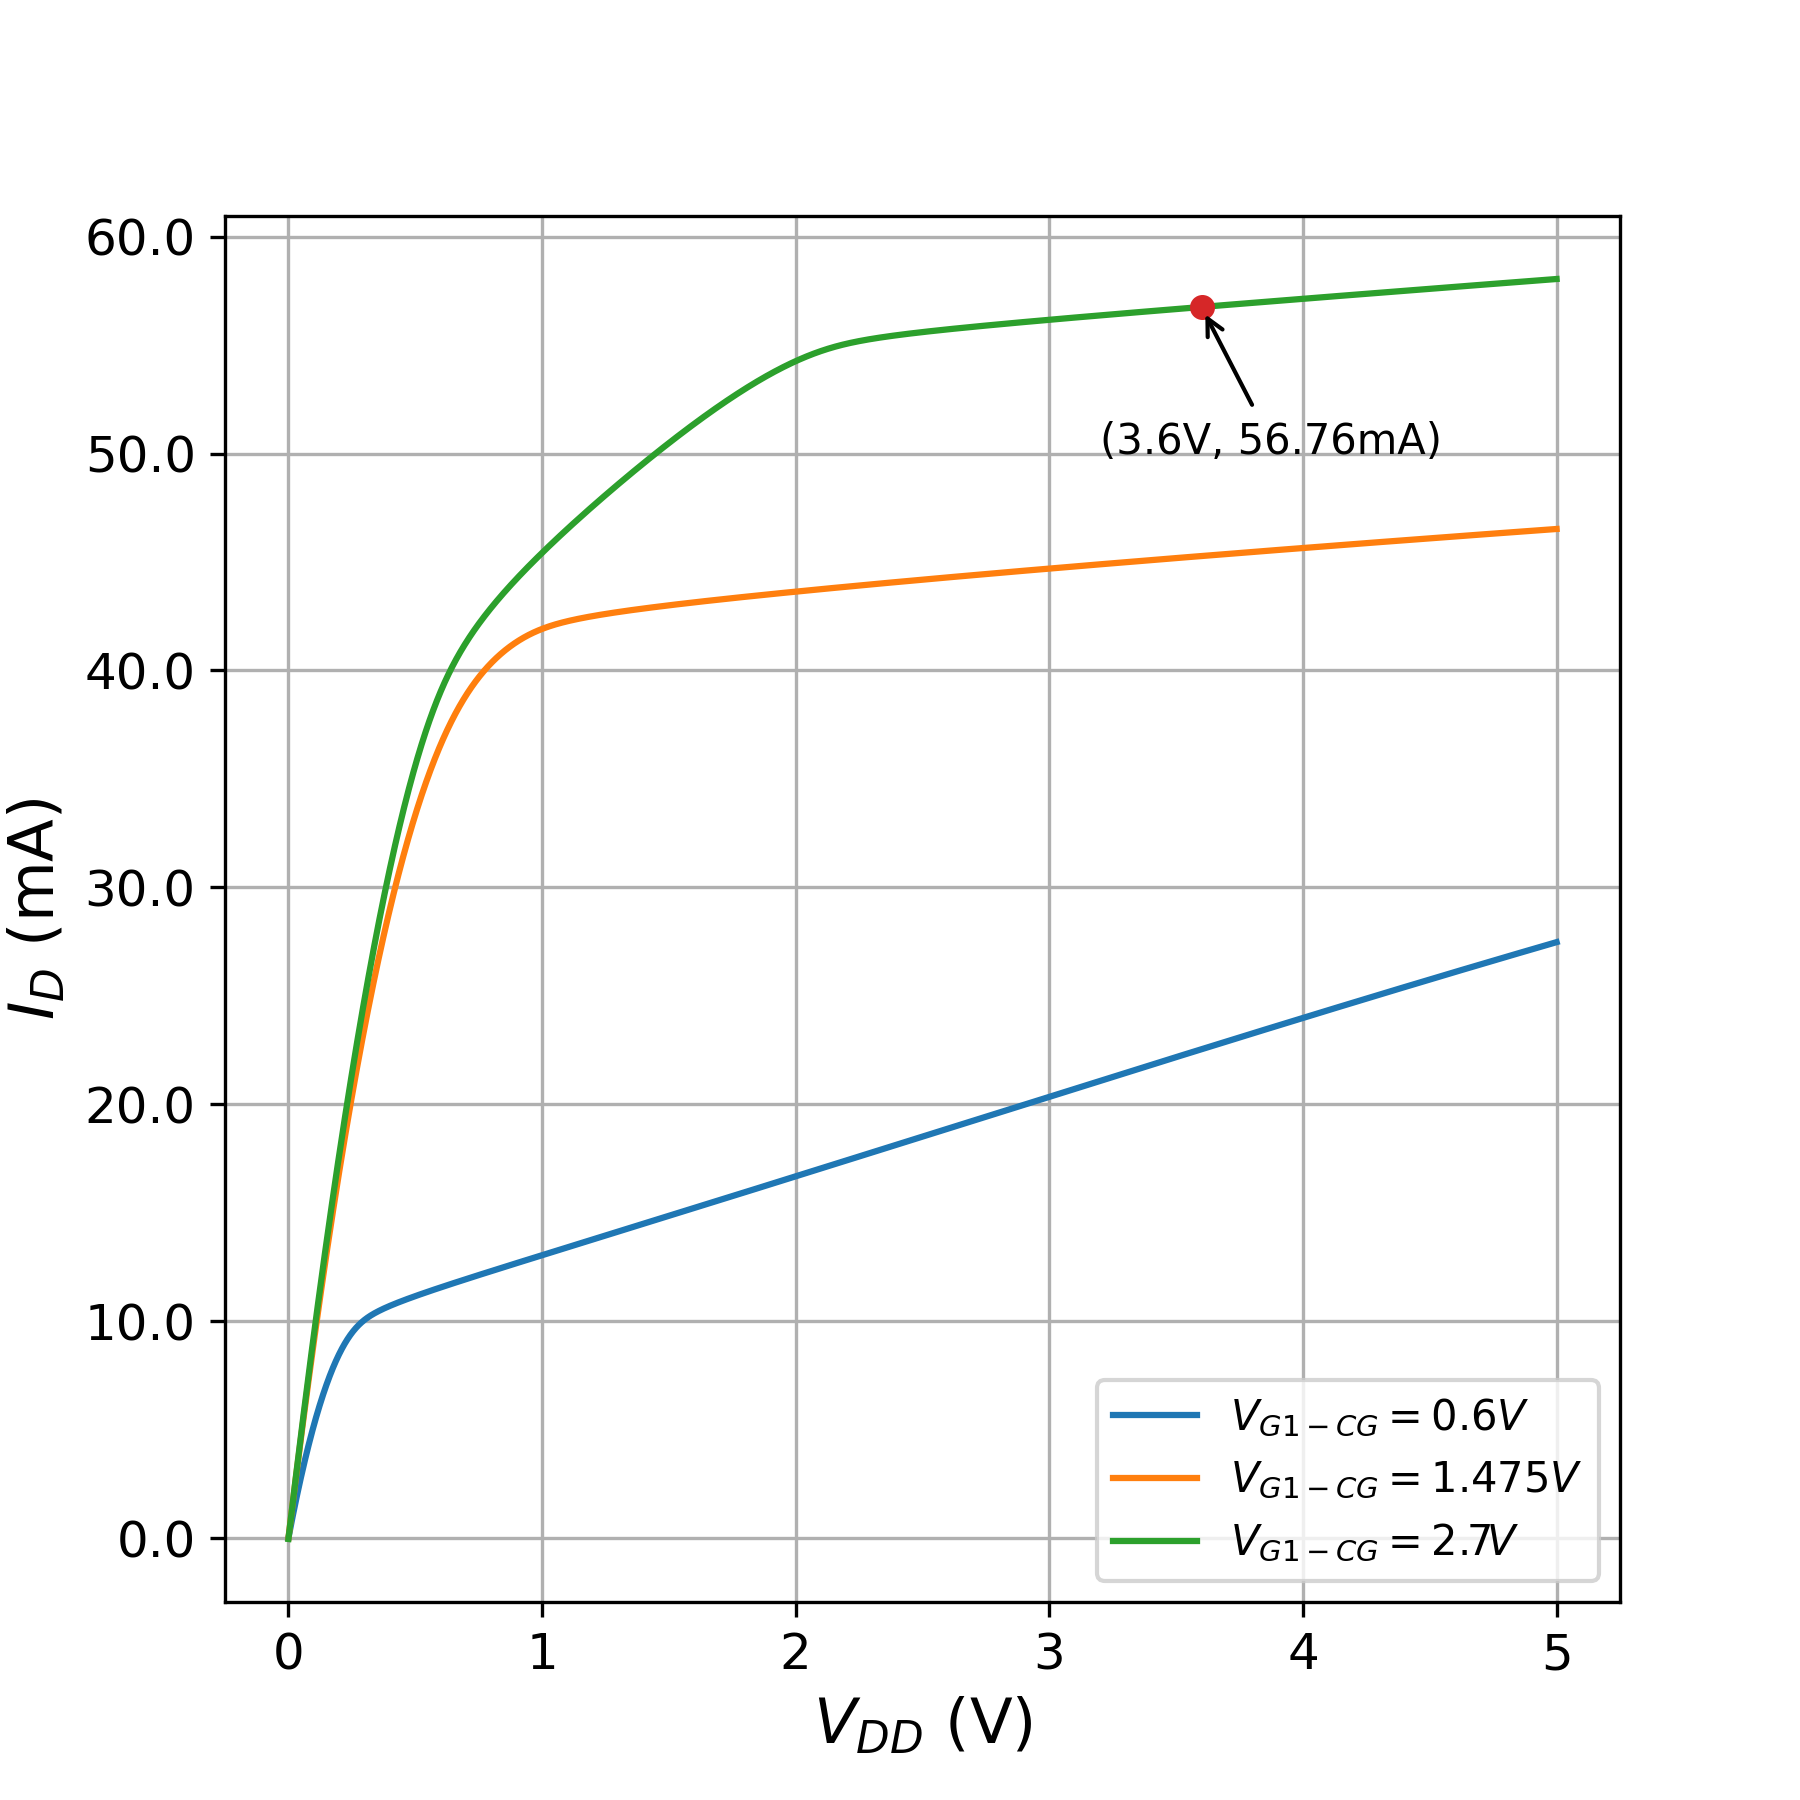 60.0
50.0
40.0
30.0
20.0
10.0
0.0
I_D (mA)
(3.6V, 56.76mA)
V_{G1-CG} = 0.6V
V_{G1-CG} = 1.475V
V_{G1-CG} = 2.7V
0 1 2 3 4 5
V_{DD} (V)